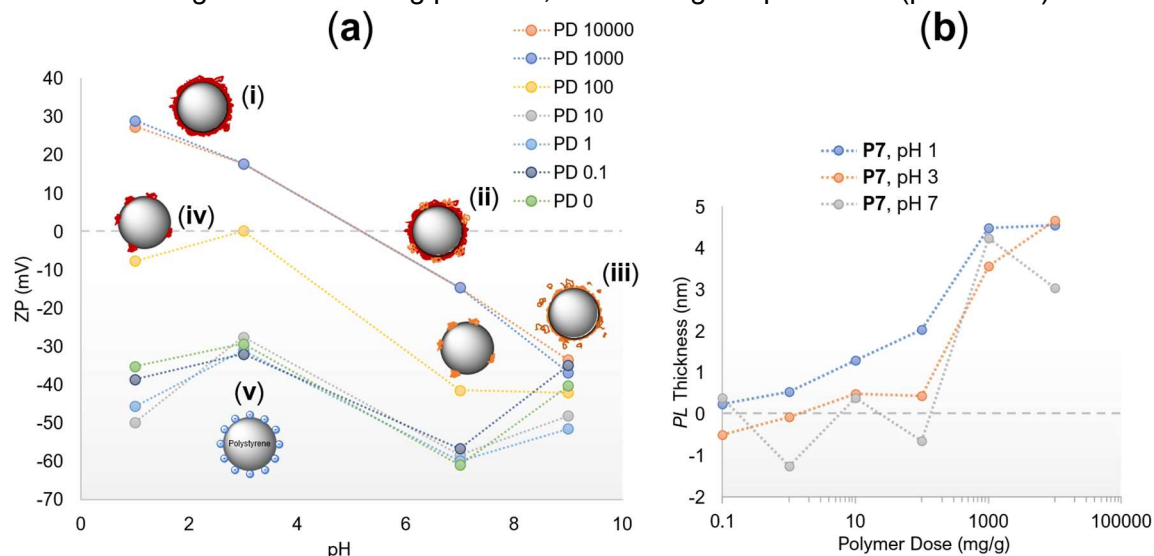 (a)
(b)
PD 10000
PD 1000
PD 100
PD 10
PD 1
PD 0.1
PD 0
40
30
20
10
0
-10
-20
-30
-40
-50
-60
-70
ZP (mV)
(i)
(ii)
(iii)
(iv)
(v)
Polystyrene
0
2
4
6
8
10
pH
P7, pH 1
P7, pH 3
P7, pH 7
5
4
3
2
1
0
-1
-2
PL Thickness (nm)
0.1
10
1000
100000
Polymer Dose (mg/g)